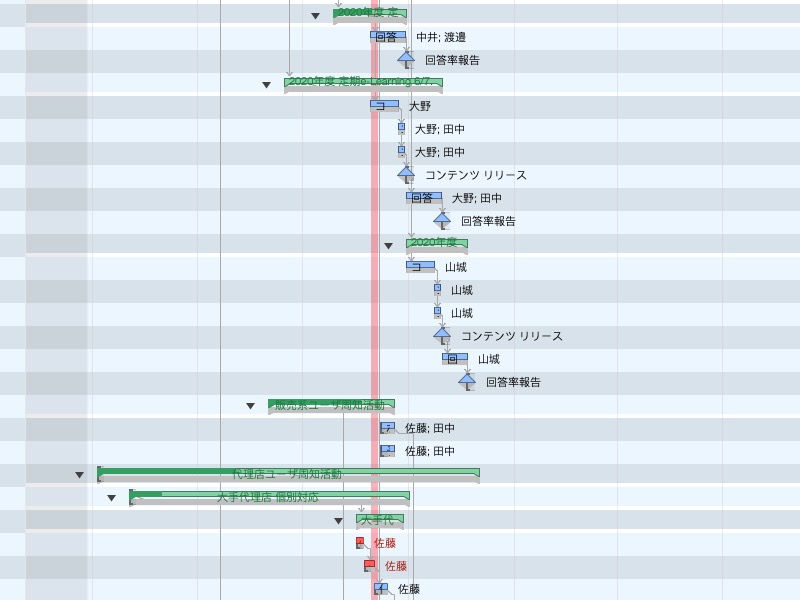 2020年度 定
回答 中井; 渡邉
回答率報告
2020年度 定期e-Learning 6/7.
コ 大野
大野; 田中
大野; 田中
コンテンツ リリース
回答 大野; 田中
回答率報告
2020年度
コ 山城
山城
山城
コンテンツ リリース
回 山城
回答率報告
販売系ユーザ周知活動
佐藤; 田中
佐藤; 田中
代理店ユーザ周知活動
大手代理店 個別対応
大手代
佐藤
佐藤
佐藤